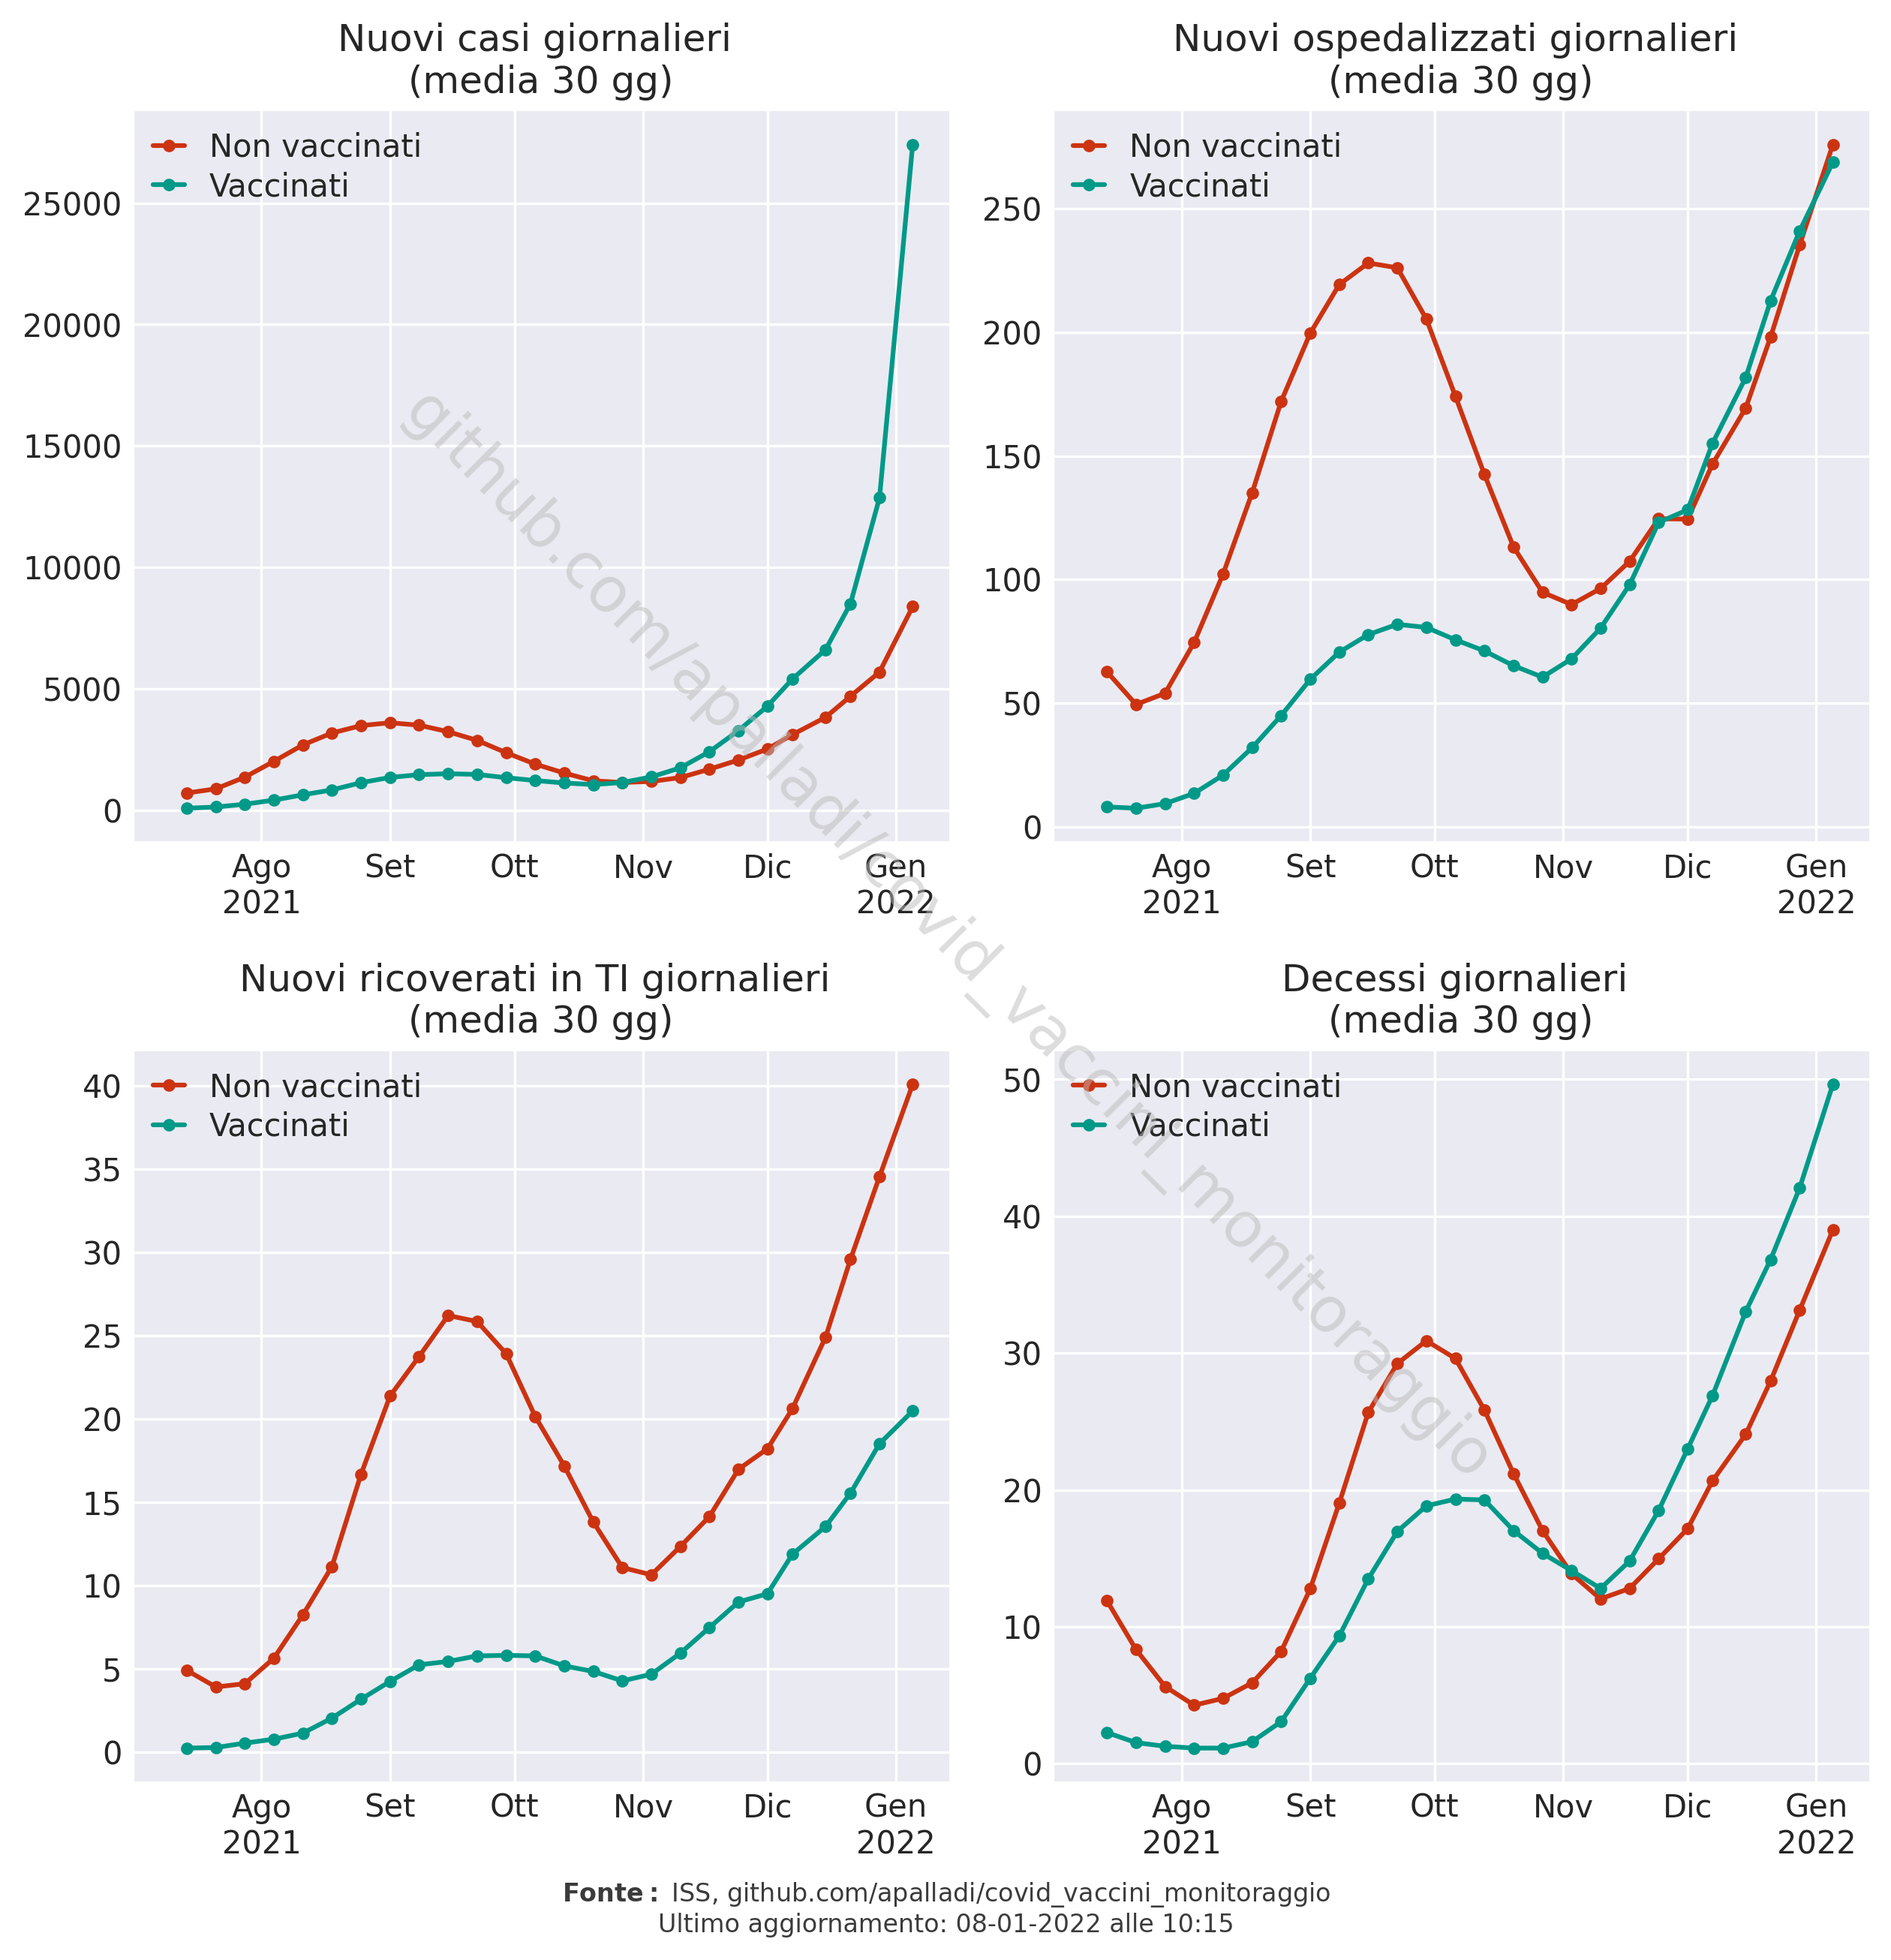 Nuovi casi giornalieri
(media 30 gg)
Non vaccinati
Vaccinati
25000
20000
15000
10000
5000
0
Ago
2021
Set
Ott
Nov
Dic
Gen
2022
Nuovi ospedalizzati giornalieri
(media 30 gg)
Non vaccinati
Vaccinati
250
200
150
100
50
0
Ago
2021
Set
Ott
Nov
Dic
Gen
2022
Nuovi ricoverati in TI giornalieri
(media 30 gg)
Non vaccinati
Vaccinati
40
35
30
25
20
15
10
5
0
Ago
2021
Set
Ott
Nov
Dic
Gen
2022
Decessi giornalieri
(media 30 gg)
Non vaccinati
Vaccinati
50
40
30
20
10
0
Ago
2021
Set
Ott
Nov
Dic
Gen
2022
github.com/apalladi/covid_vaccini_monitoraggio
Fonte: ISS, github.com/apalladi/covid_vaccini_monitoraggio
Ultimo aggiornamento: 08-01-2022 alle 10:15